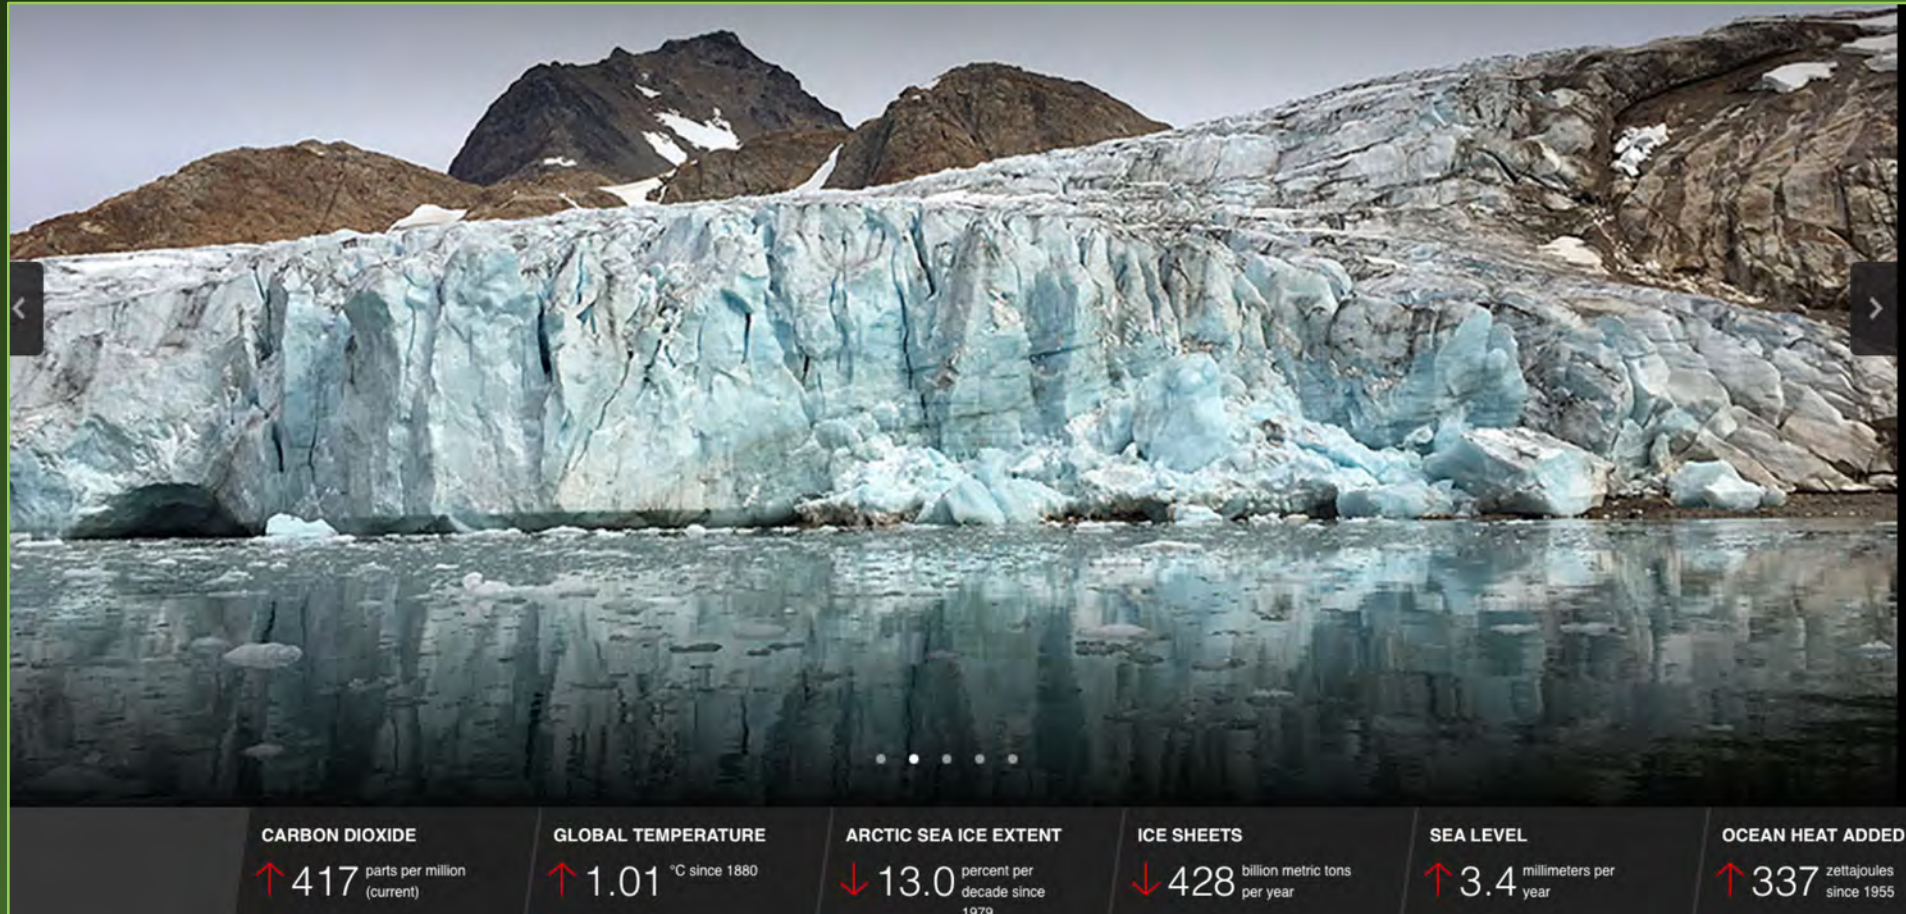 CARBON DIOXIDE
↑ 417 parts per million
(current)
GLOBAL TEMPERATURE
↑ 1.01 °C since 1880
ARCTIC SEA ICE EXTENT
↓ 13.0 percent per
decade since
1979
ICE SHEETS
↓ 428 billion metric tons
per year
SEA LEVEL
↑ 3.4 millimeters per
year
OCEAN HEAT ADDED
↑ 337 zettajoules
since 1955